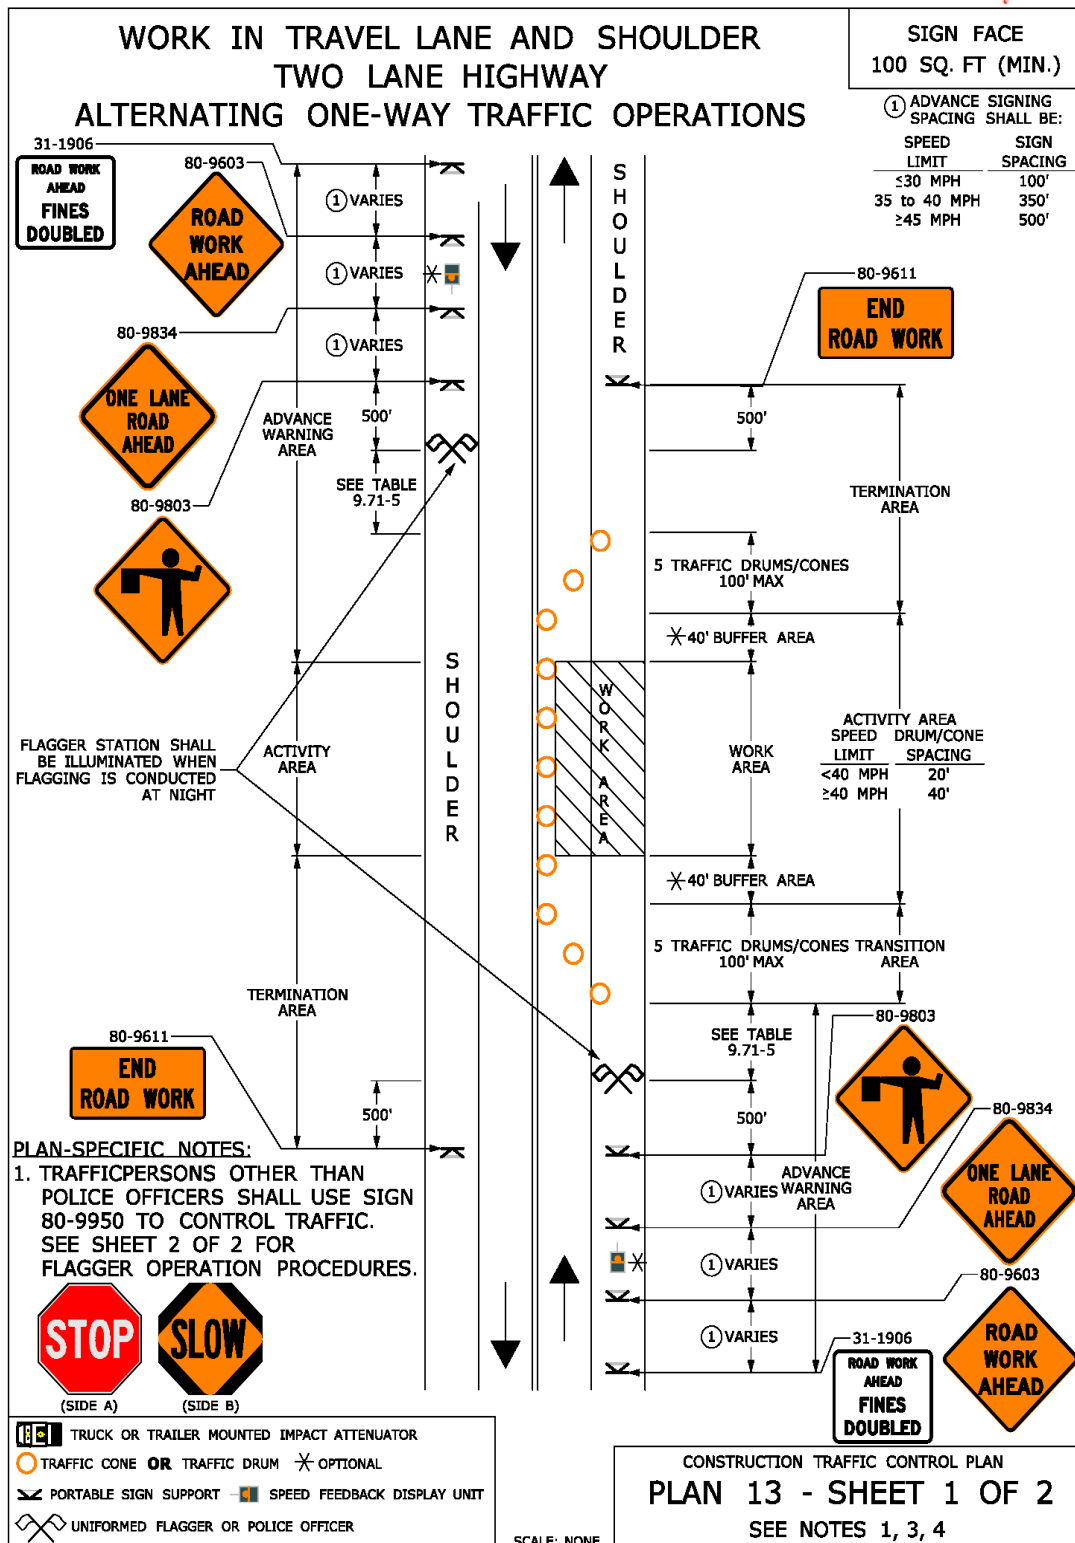 WORK IN TRAVEL LANE AND SHOULDER
TWO LANE HIGHWAY
ALTERNATING ONE-WAY TRAFFIC OPERATIONS
SIGN FACE
100 SQ. FT (MIN.)
1 ADVANCE SIGNING
SPACING SHALL BE:
SPEED SIGN
LIMIT SPACING
≤30 MPH 100'
35 to 40 MPH 350'
≥45 MPH 500'
31-1906
ROAD WORK
AHEAD
FINES
DOUBLED
80-9603
ROAD
WORK
AHEAD
1 VARIES
1 VARIES
1 VARIES
80-9834
ONE LANE
ROAD
AHEAD
80-9803
ADVANCE
WARNING
AREA
500'
SEE TABLE
9.71-5
SHOULDER
80-9611
END
ROAD WORK
500'
TERMINATION
AREA
5 TRAFFIC DRUMS/CONES
100' MAX
40' BUFFER AREA
SHOULDER
WORK AREA
FLAGGER STATION SHALL
BE ILLUMINATED WHEN
FLAGGING IS CONDUCTED
AT NIGHT
ACTIVITY
AREA
WORK
AREA
ACTIVITY AREA
SPEED DRUM/CONE
LIMIT SPACING
<40 MPH 20'
≥40 MPH 40'
40' BUFFER AREA
5 TRAFFIC DRUMS/CONES
100' MAX
TRANSITION
AREA
TERMINATION
AREA
80-9611
END
ROAD WORK
500'
SEE TABLE
9.71-5
80-9803
500'
80-9834
ONE LANE
ROAD
AHEAD
ADVANCE
WARNING
AREA
1 VARIES
1 VARIES
1 VARIES
80-9603
ROAD
WORK
AHEAD
31-1906
ROAD WORK
AHEAD
FINES
DOUBLED
PLAN-SPECIFIC NOTES:
1. TRAFFICPERSONS OTHER THAN
POLICE OFFICERS SHALL USE SIGN
80-9950 TO CONTROL TRAFFIC.
SEE SHEET 2 OF 2 FOR
FLAGGER OPERATION PROCEDURES.
STOP
(SIDE A)
SLOW
(SIDE B)
TRUCK OR TRAILER MOUNTED IMPACT ATTENUATOR
TRAFFIC CONE OR TRAFFIC DRUM OPTIONAL
PORTABLE SIGN SUPPORT SPEED FEEDBACK DISPLAY UNIT
UNIFORMED FLAGGER OR POLICE OFFICER
SCALE: NONE
CONSTRUCTION TRAFFIC CONTROL PLAN
PLAN 13 - SHEET 1 OF 2
SEE NOTES 1, 3, 4